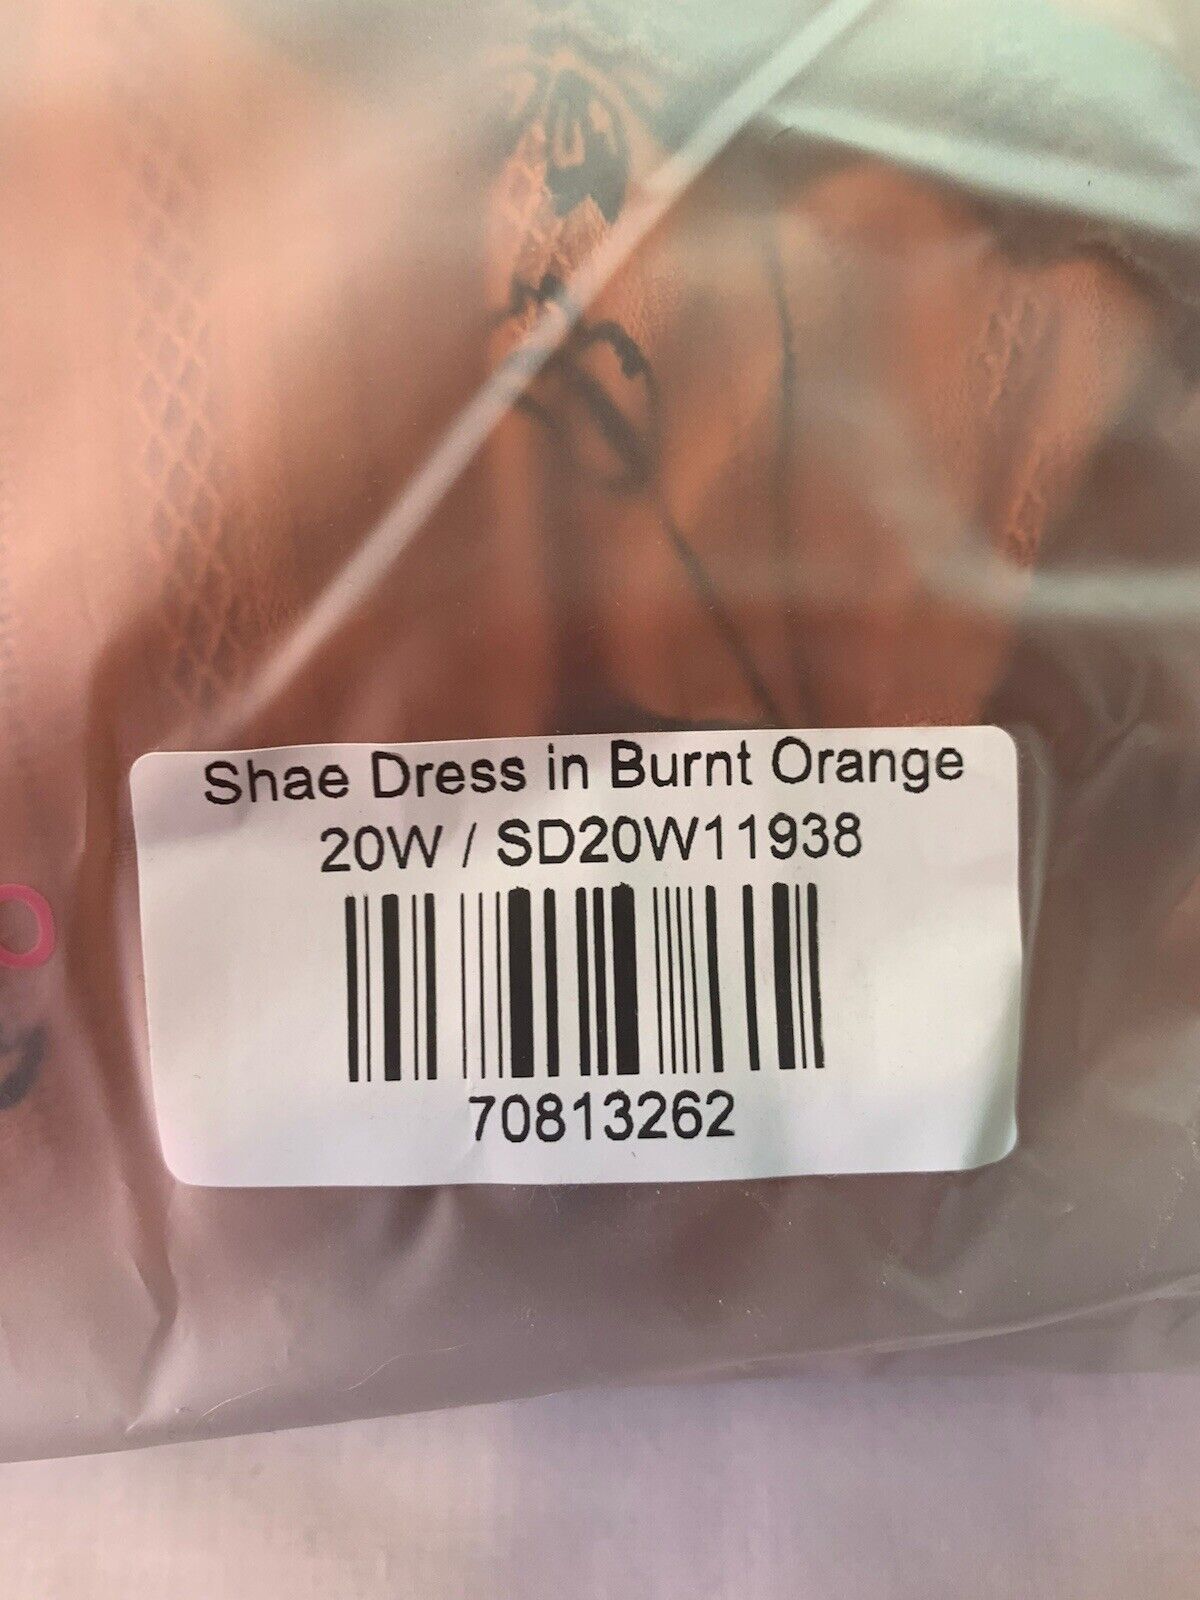 Shae Dress in Burnt Orange
20W / SD20W11938
70813262